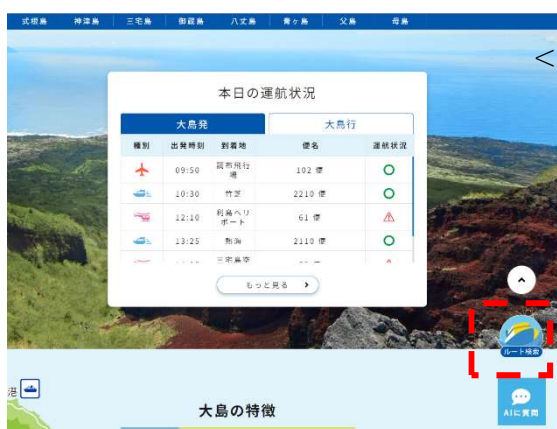 式根島 神津島 三宅島 御蔵島 八丈島 青ヶ島 父島 母島
本日の運航状況
大島発 大島行
種別 出発時刻 到着地 便名 運航状況
09:50 調布飛行場 102 便
10:30 竹芝 2210 便
12:10 利島ヘリポート 61 便
13:25 熱海 2110 便
三宅島空
もっと見る
ルート検索
港
大島の特徴
AIに質問